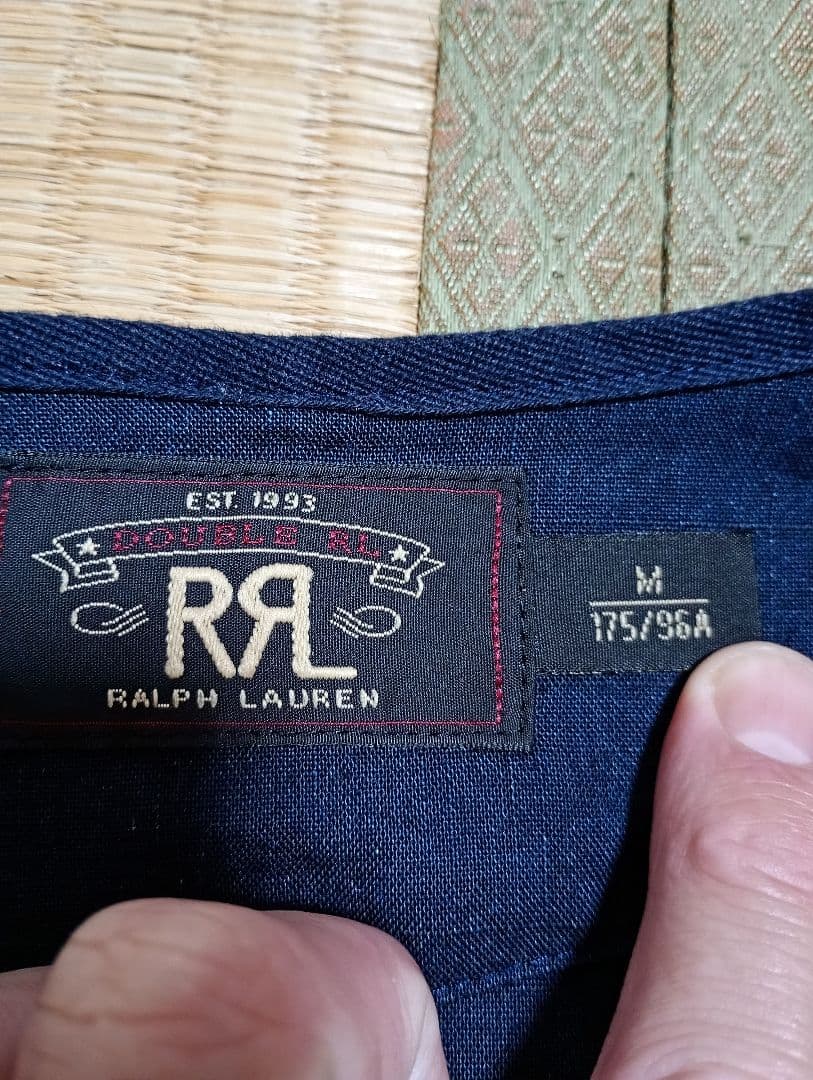 EST. 1993
DOUBLE RL
RRL
RALPH LAUREN
M
175/96A